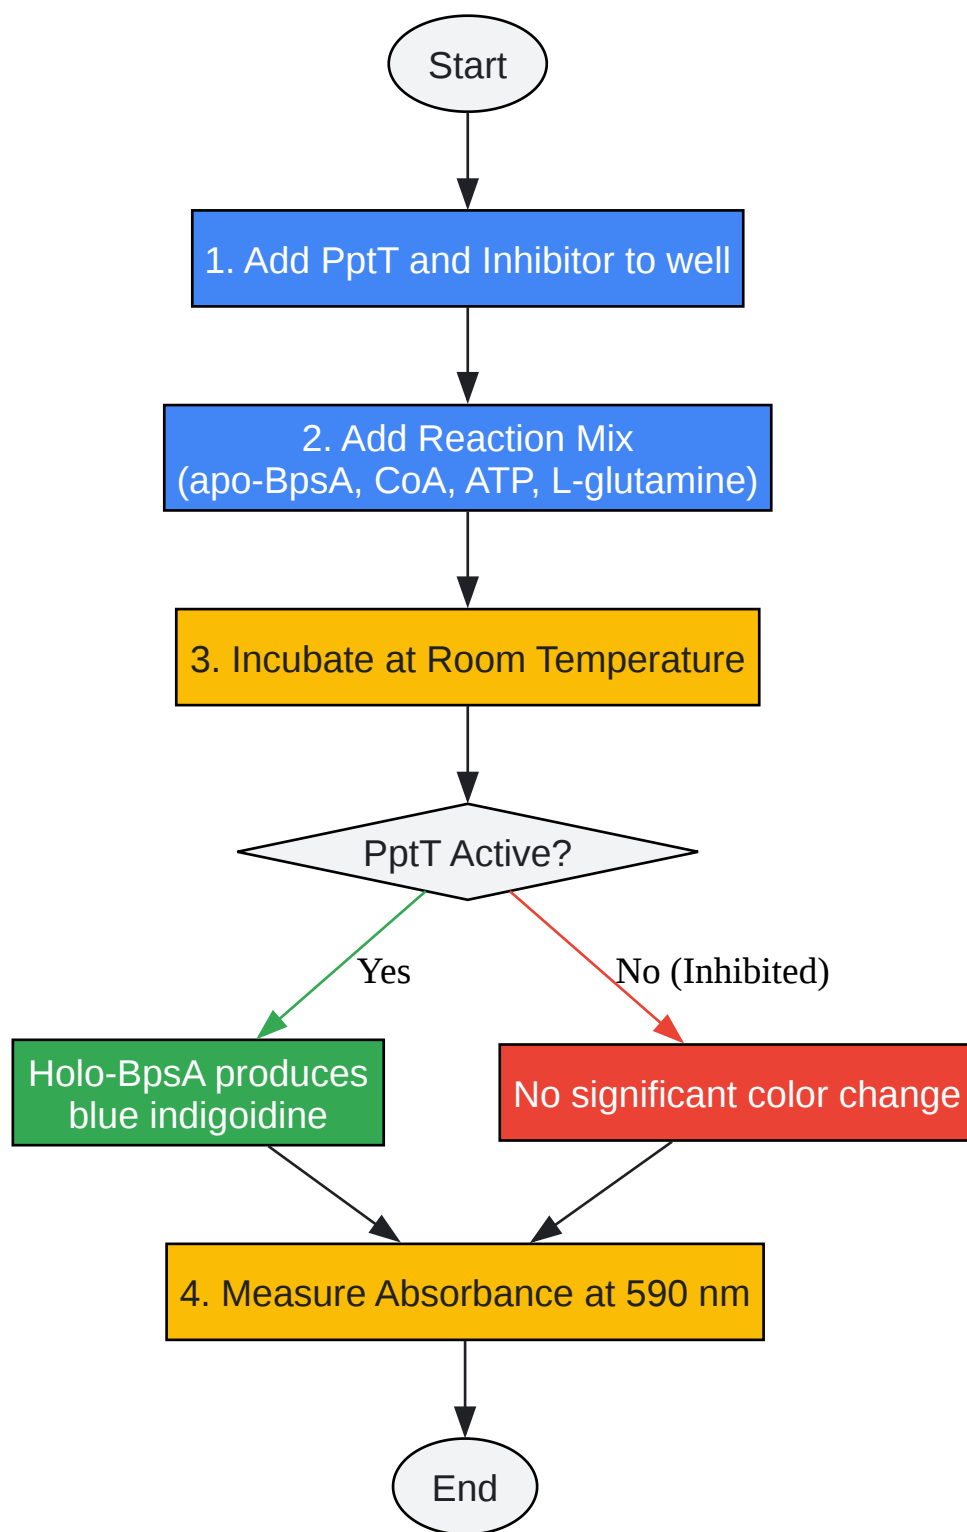 Start
1. Add PptT and Inhibitor to well
2. Add Reaction Mix
(apo-BpsA, CoA, ATP, L-glutamine)
3. Incubate at Room Temperature
PptT Active?
Yes
No (Inhibited)
Holo-BpsA produces
blue indigoidine
No significant color change
4. Measure Absorbance at 590 nm
End